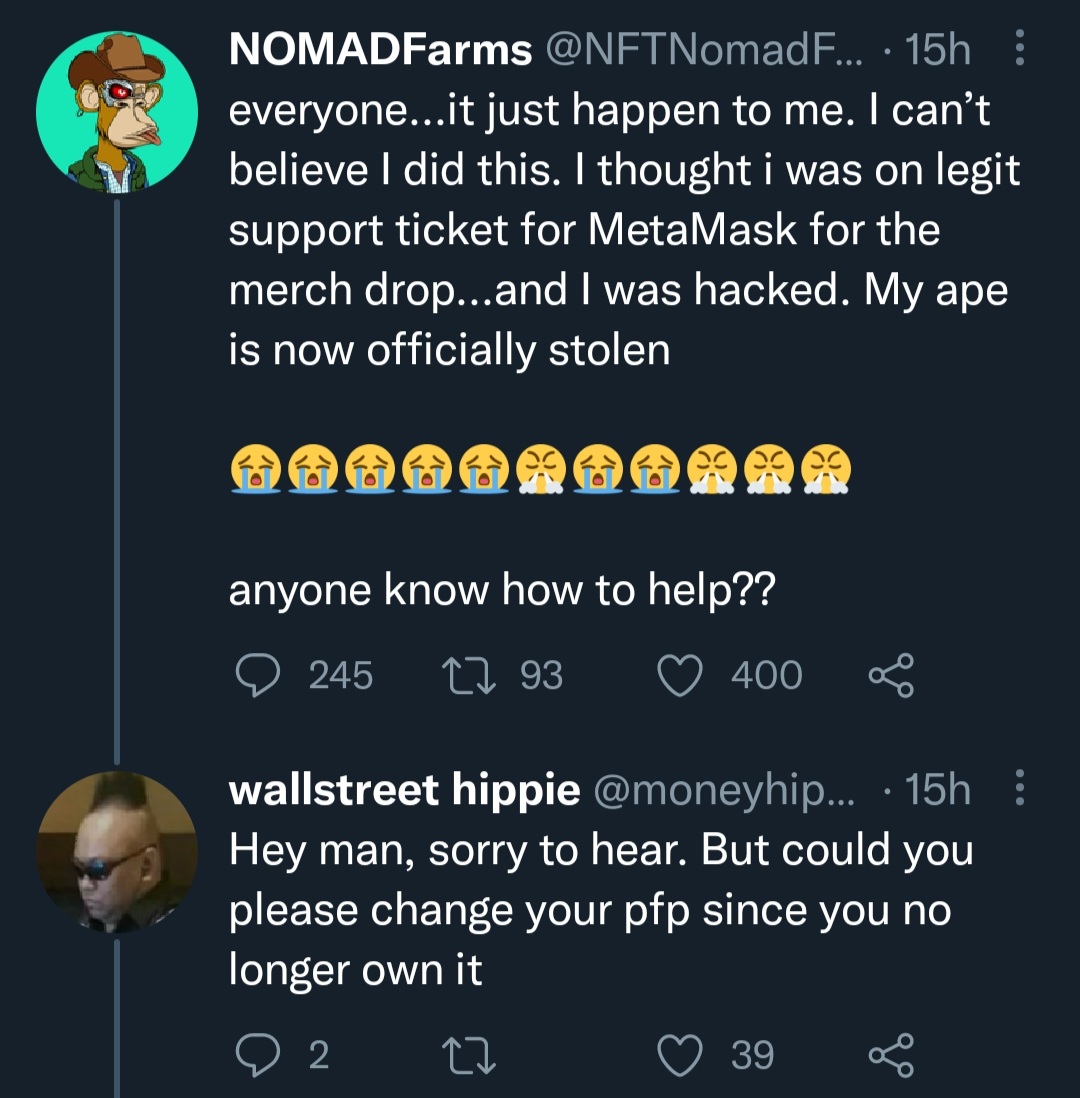 NOMADFarms @NFTNomadF... · 15h
everyone...it just happen to me. I can’t
believe I did this. I thought i was on legit
support ticket for MetaMask for the
merch drop...and I was hacked. My ape
is now officially stolen
😭😭😭😭😭😤😭😭😤😤😤
anyone know how to help??
245 93 400
wallstreet hippie @moneyhip... · 15h
Hey man, sorry to hear. But could you
please change your pfp since you no
longer own it
2 39